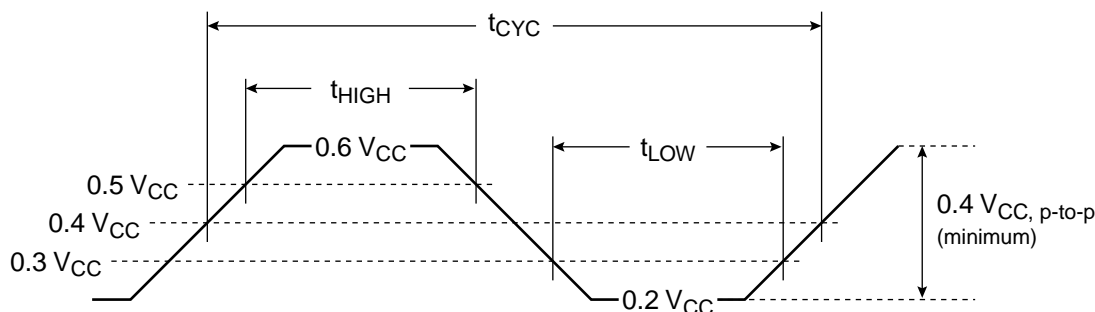 tCYC
tHIGH
0.6 VCC
tLOW
0.5 VCC
0.4 VCC
0.3 VCC
0.4 VCC, p-to-p
(minimum)
0.2 VCC